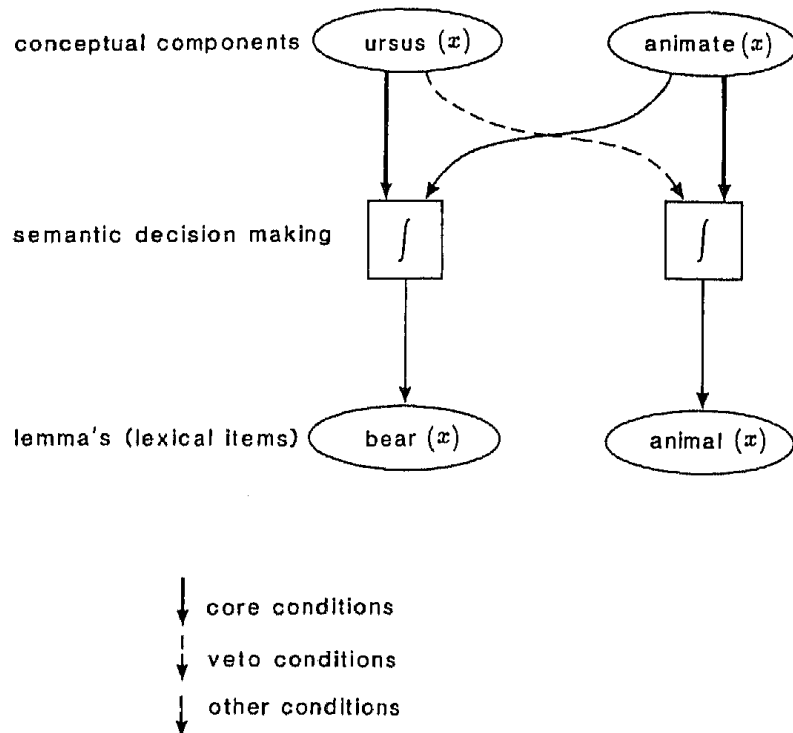 conceptual components ursus (x) animate (x)
semantic decision making ∫ ∫
lemma's (lexical items) bear (x) animal (x)
core conditions
veto conditions
other conditions